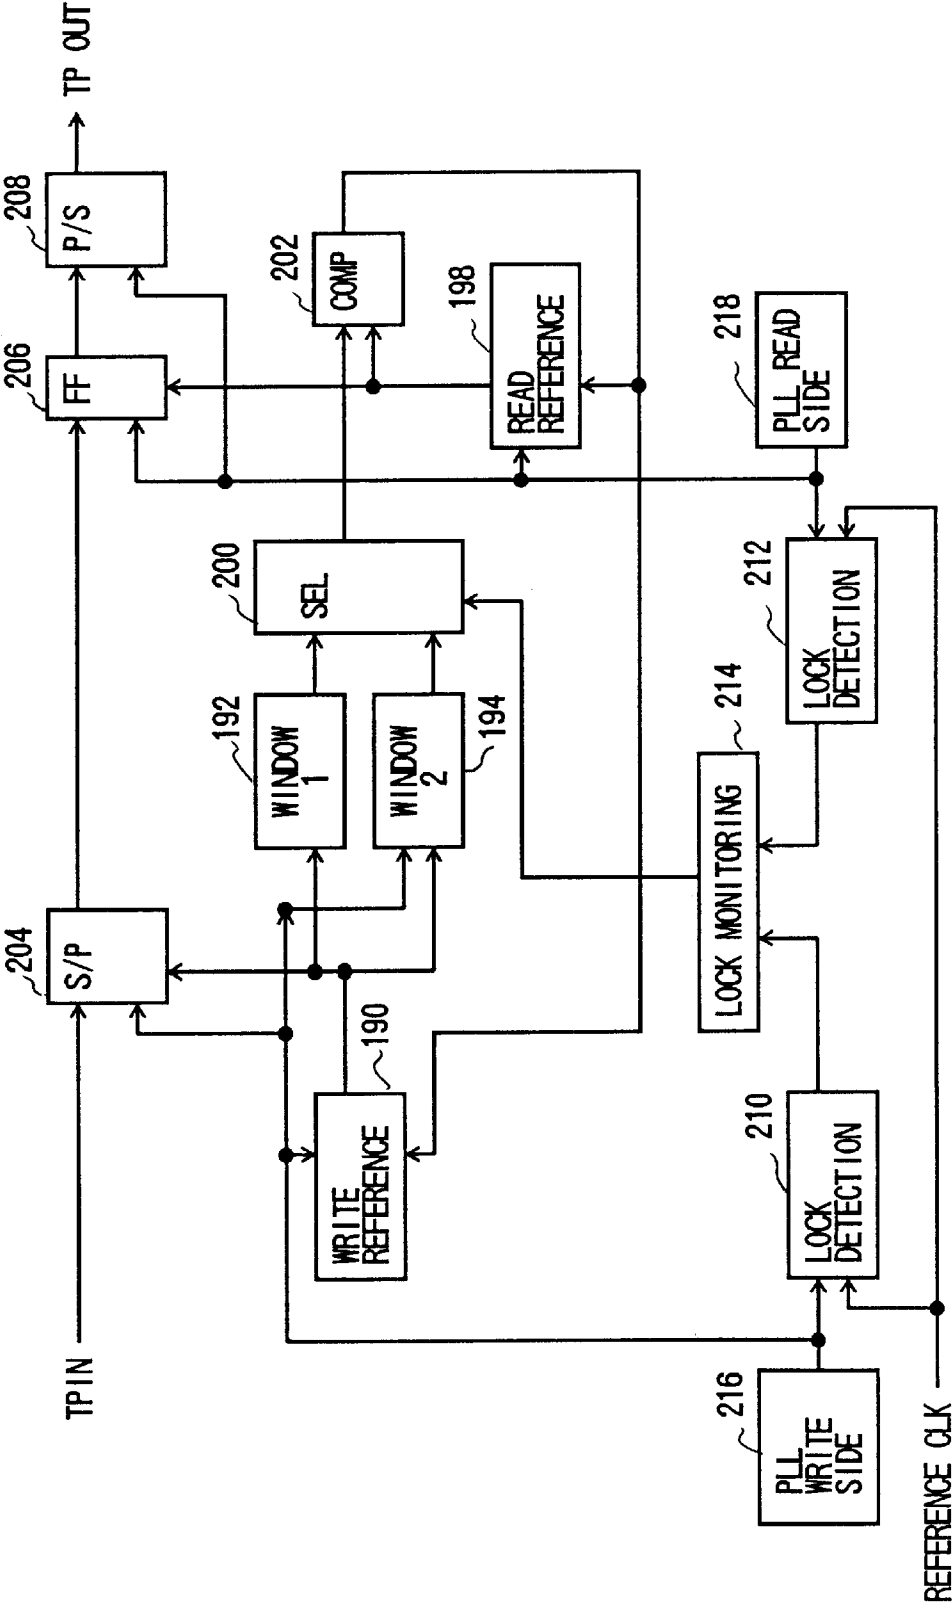 TPIN
204
S/P
206
FF
208
P/S
TP OUT
190
WRITE
REFERENCE
192
WINDOW
1
WINDOW
2
194
200
SEL
202
COMP
198
READ
REFERENCE
216
PLL
WRITE
SIDE
210
LOCK
DETECTION
LOCK MONITORING
214
212
LOCK
DETECTION
218
PLL READ
SIDE
REFERENCE CLK